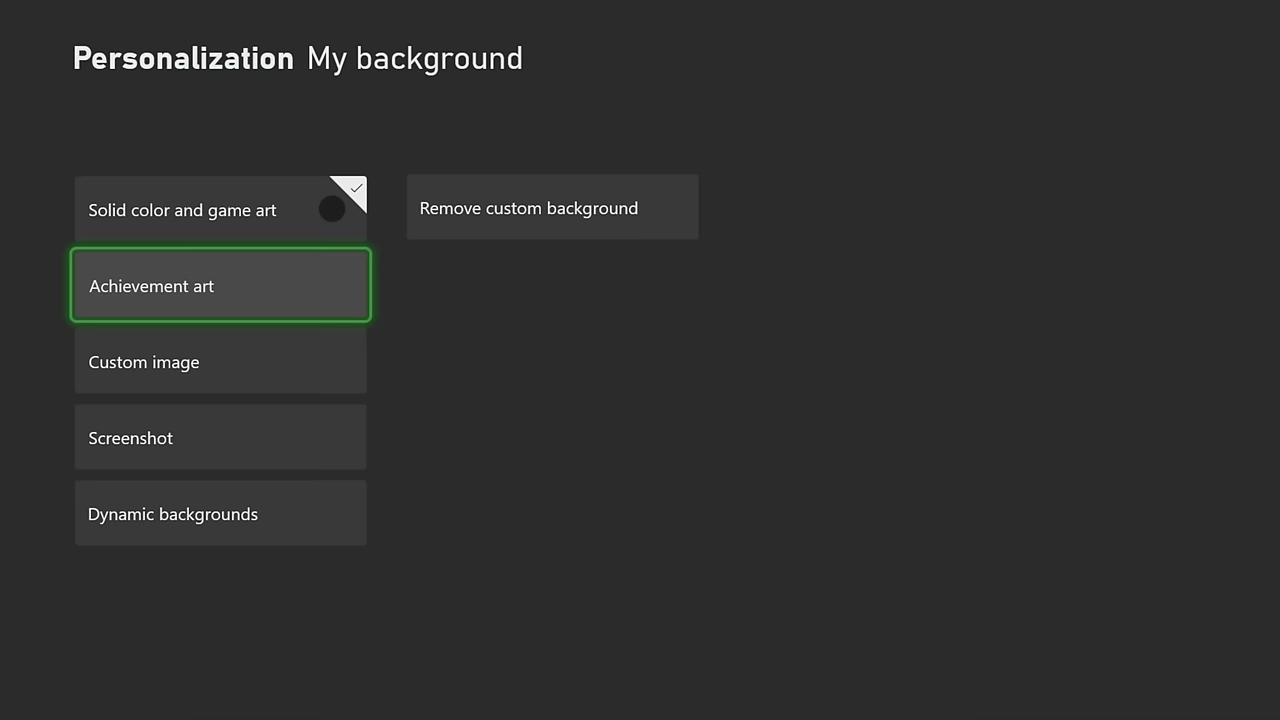 Personalization My background
Solid color and game art
Remove custom background
Achievement art
Custom image
Screenshot
Dynamic backgrounds